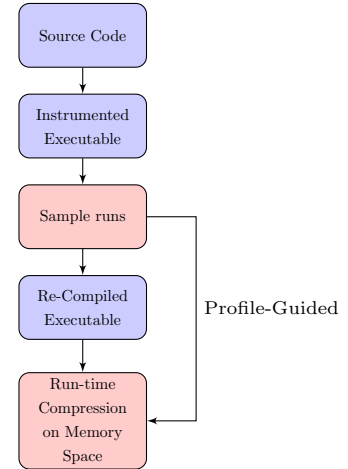 Source Code
Instrumented
Executable
Sample runs
Re-Compiled
Executable
Profile-Guided
Run-time
Compression
on Memory
Space